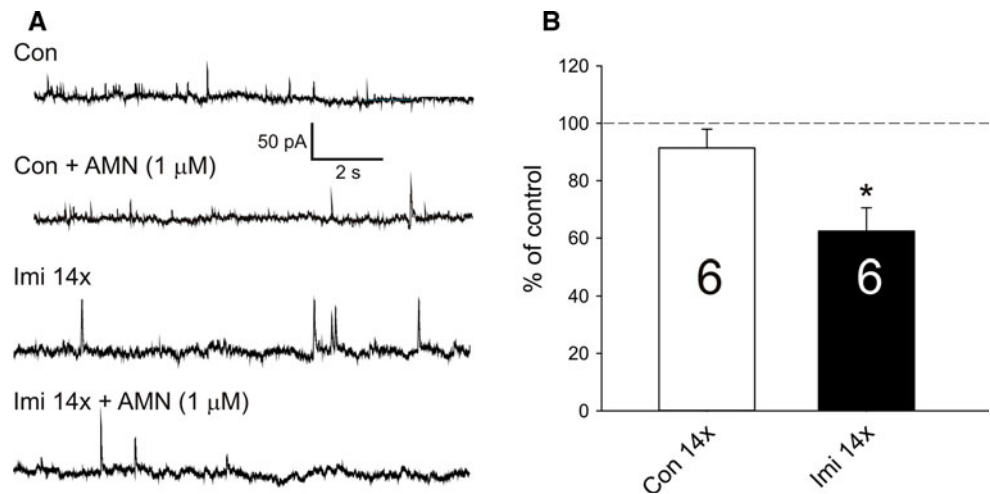 A
Con
50 pA
2 s
Con + AMN (1 μM)
Imi 14x
Imi 14x + AMN (1 μM)
B
% of control
120
100
80
60
40
20
0
*
6
6
Con 14x
Imi 14x